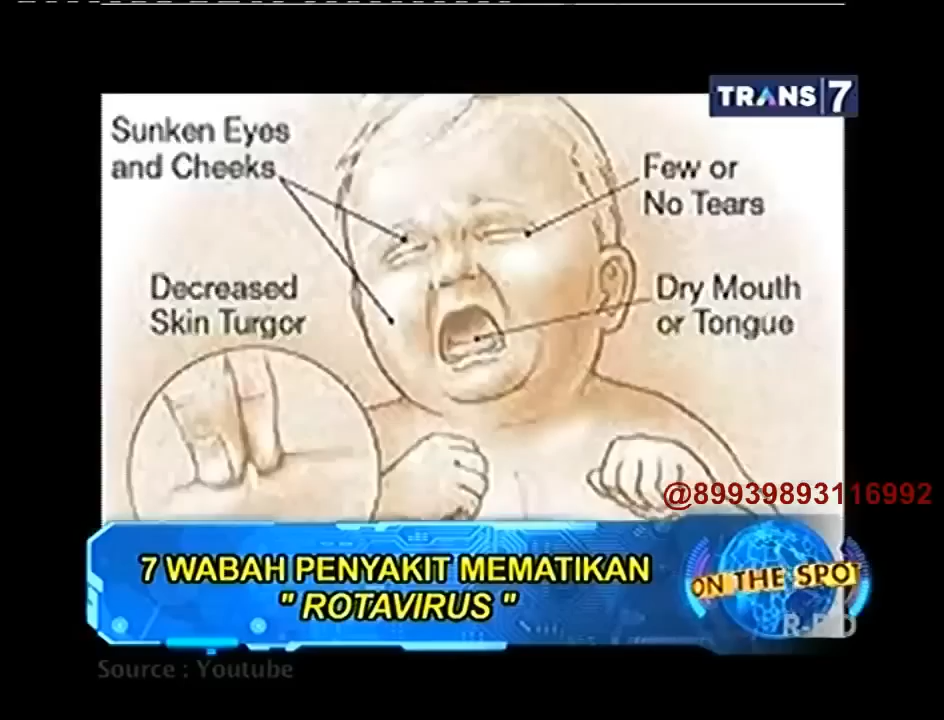 TRANS|7
Sunken Eyes
and Cheeks
Few or
No Tears
Decreased
Skin Turgor
Dry Mouth
or Tongue
@89939893116992
7 WABAH PENYAKIT MEMATIKAN
" ROTAVIRUS "
ON THE SPOT
Source : Youtube